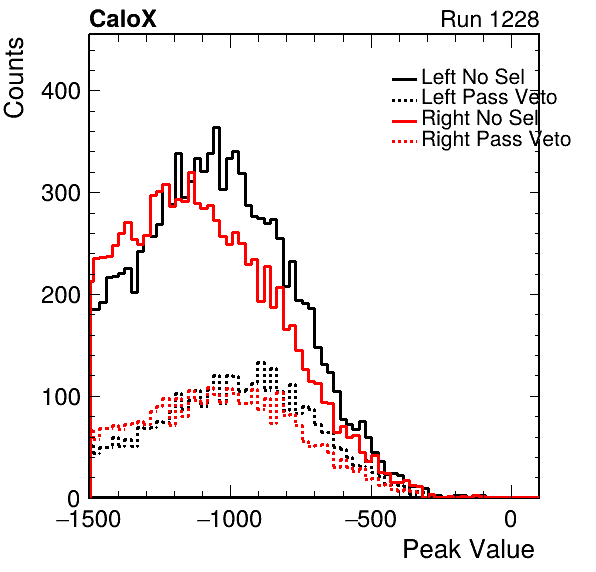 CaloX Run 1228
Counts
Left No Sel
Left Pass Veto
Right No Sel
Right Pass Veto
400
300
200
100
0
−1500 −1000 −500 0
Peak Value